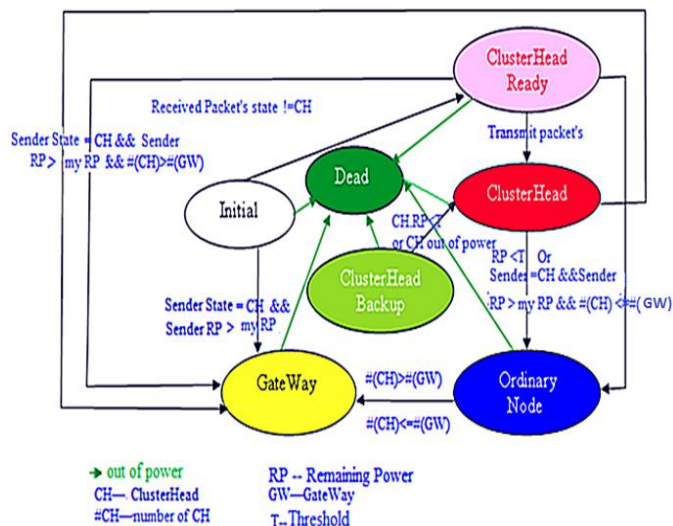 ClusterHead
Ready
Received Packet's state !=CH
Transmit packet's
Sender State = CH && Sender
RP > my RP && #(CH)>#(GW)
Dead
Initial
ClusterHead
CH.RP<T
or CH out of power
ClusterHead
Backup
RP <T Or
Sender =CH &&Sender
RP > my RP && #(CH) <=#( GW)
Sender State = CH &&
Sender RP > my RP
GateWay
#(CH)>#(GW)
#(CH)<=#(GW)
Ordinary
Node
out of power
CH— ClusterHead
#CH—number of CH
RP -- Remaining Power
GW—GateWay
T--Threshold